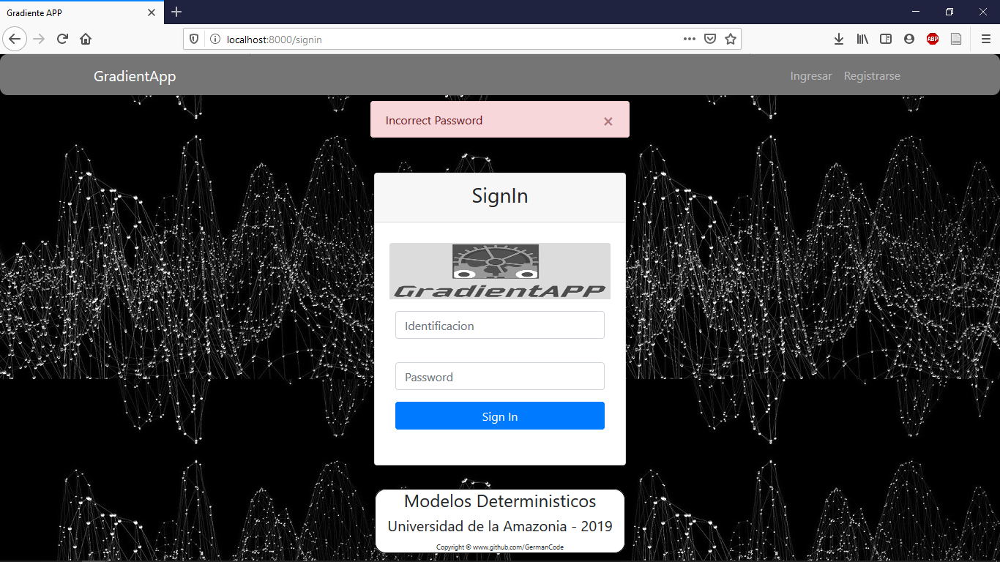 Gradiente APP
localhost:8000/signin
ABP
GradientApp
Ingresar Registrarse
Incorrect Password ×
SignIn
GradientAPP
Identificacion
Password
Sign In
Modelos Deterministicos
Universidad de la Amazonia - 2019
Copyright © www.github.com/GermanCode